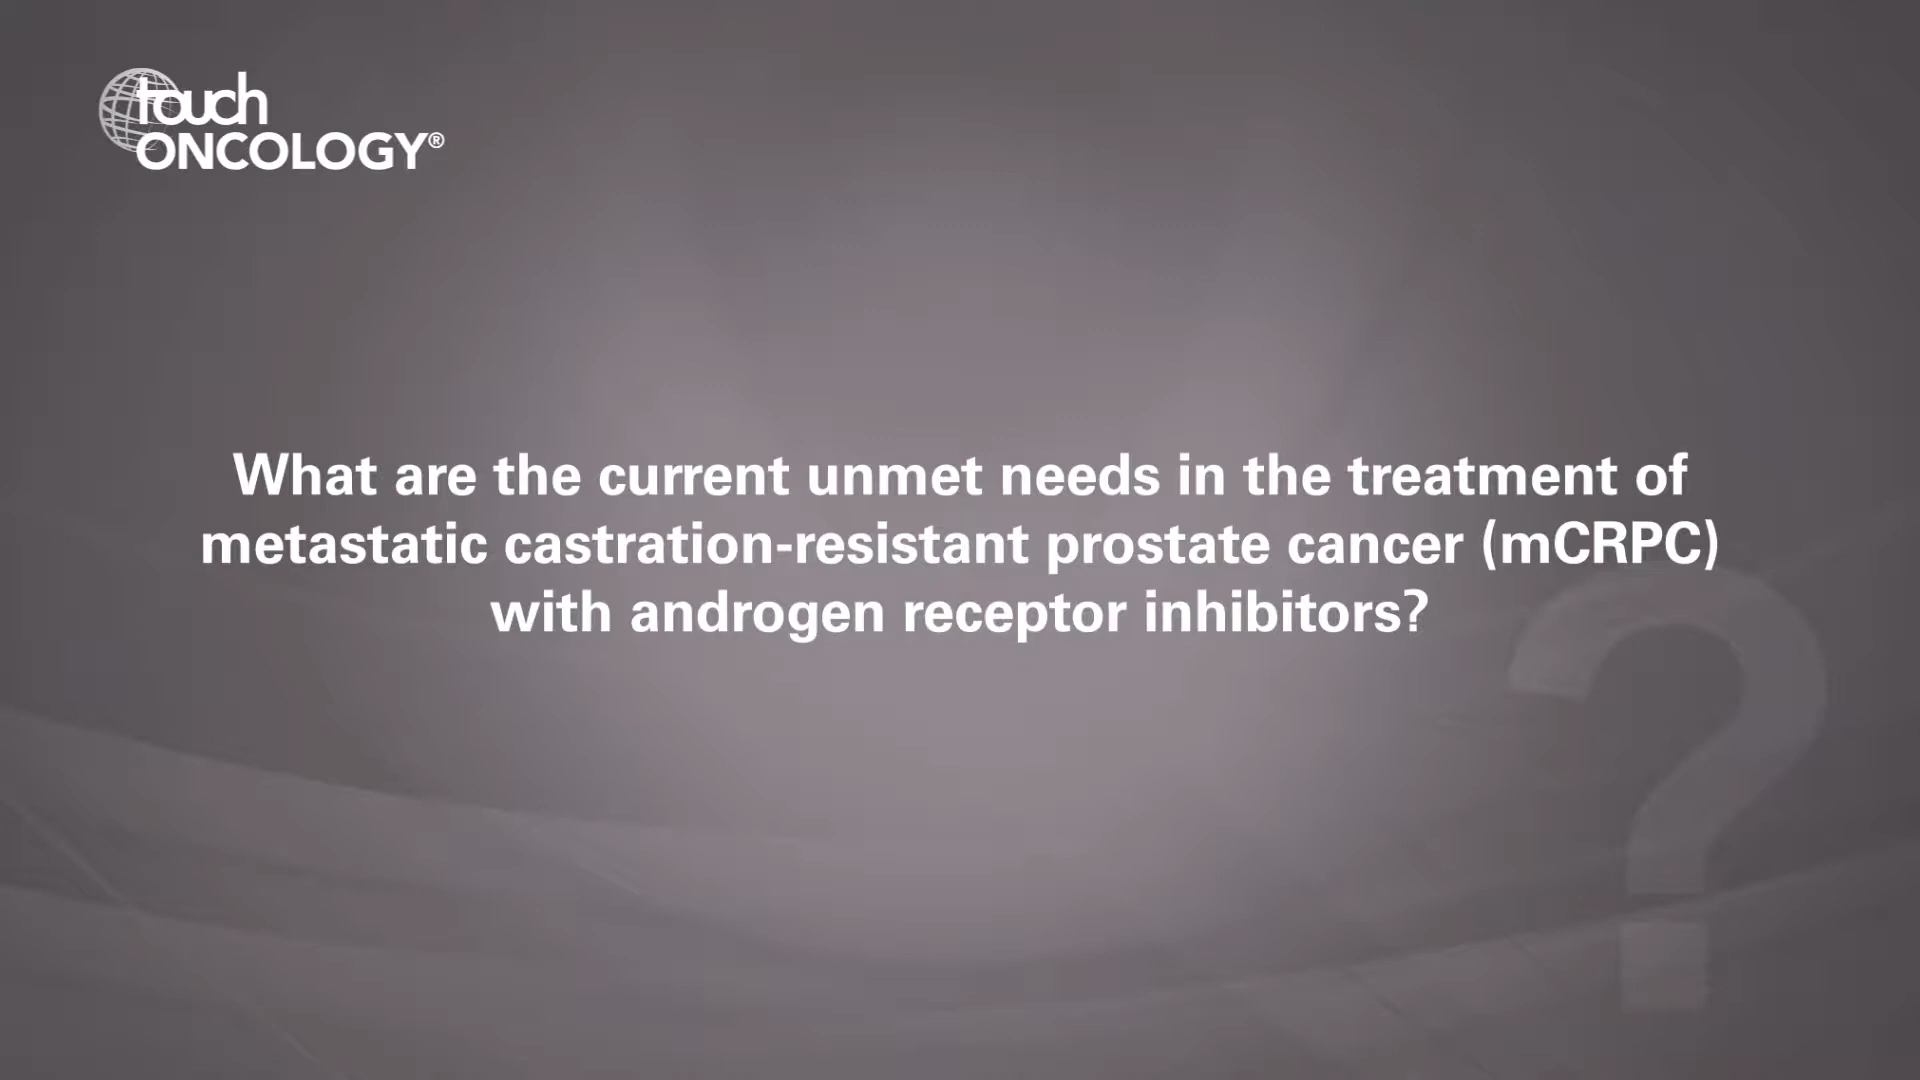 touch
ONCOLOGY®
What are the current unmet needs in the treatment of
metastatic castration-resistant prostate cancer (mCRPC)
with androgen receptor inhibitors?
?